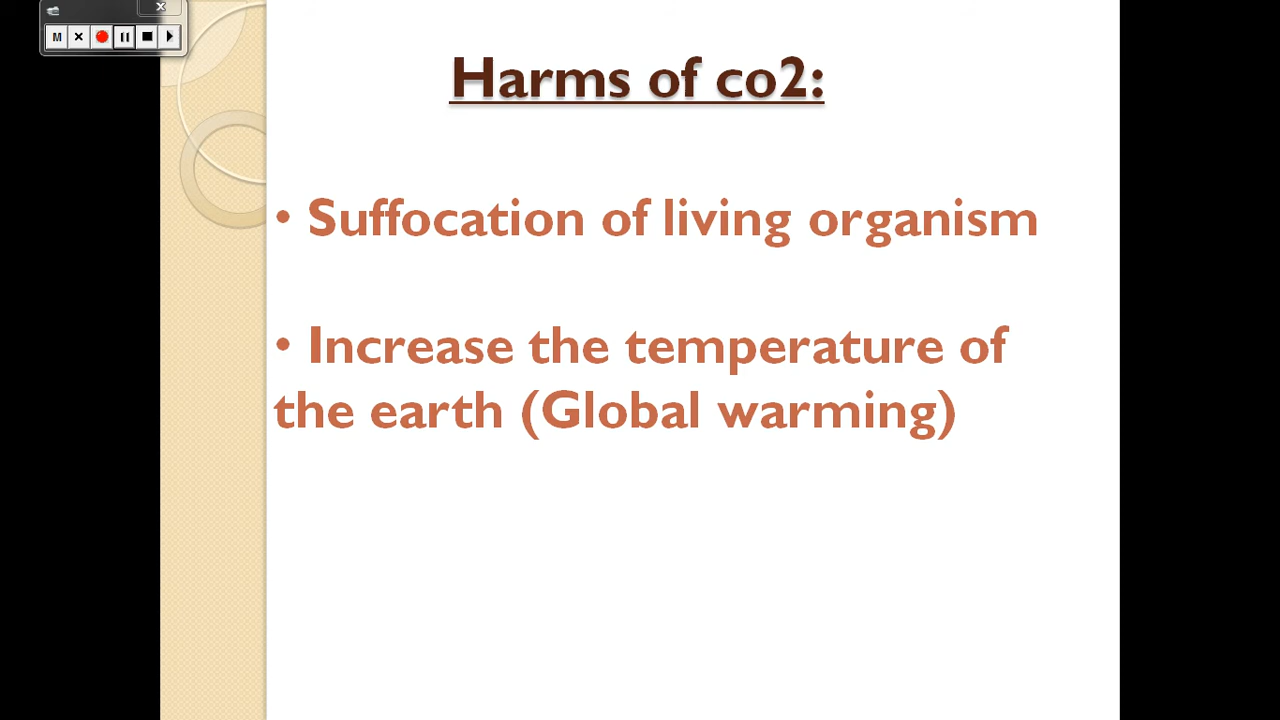 M
Harms of co2:
• Suffocation of living organism
• Increase the temperature of
the earth (Global warming)